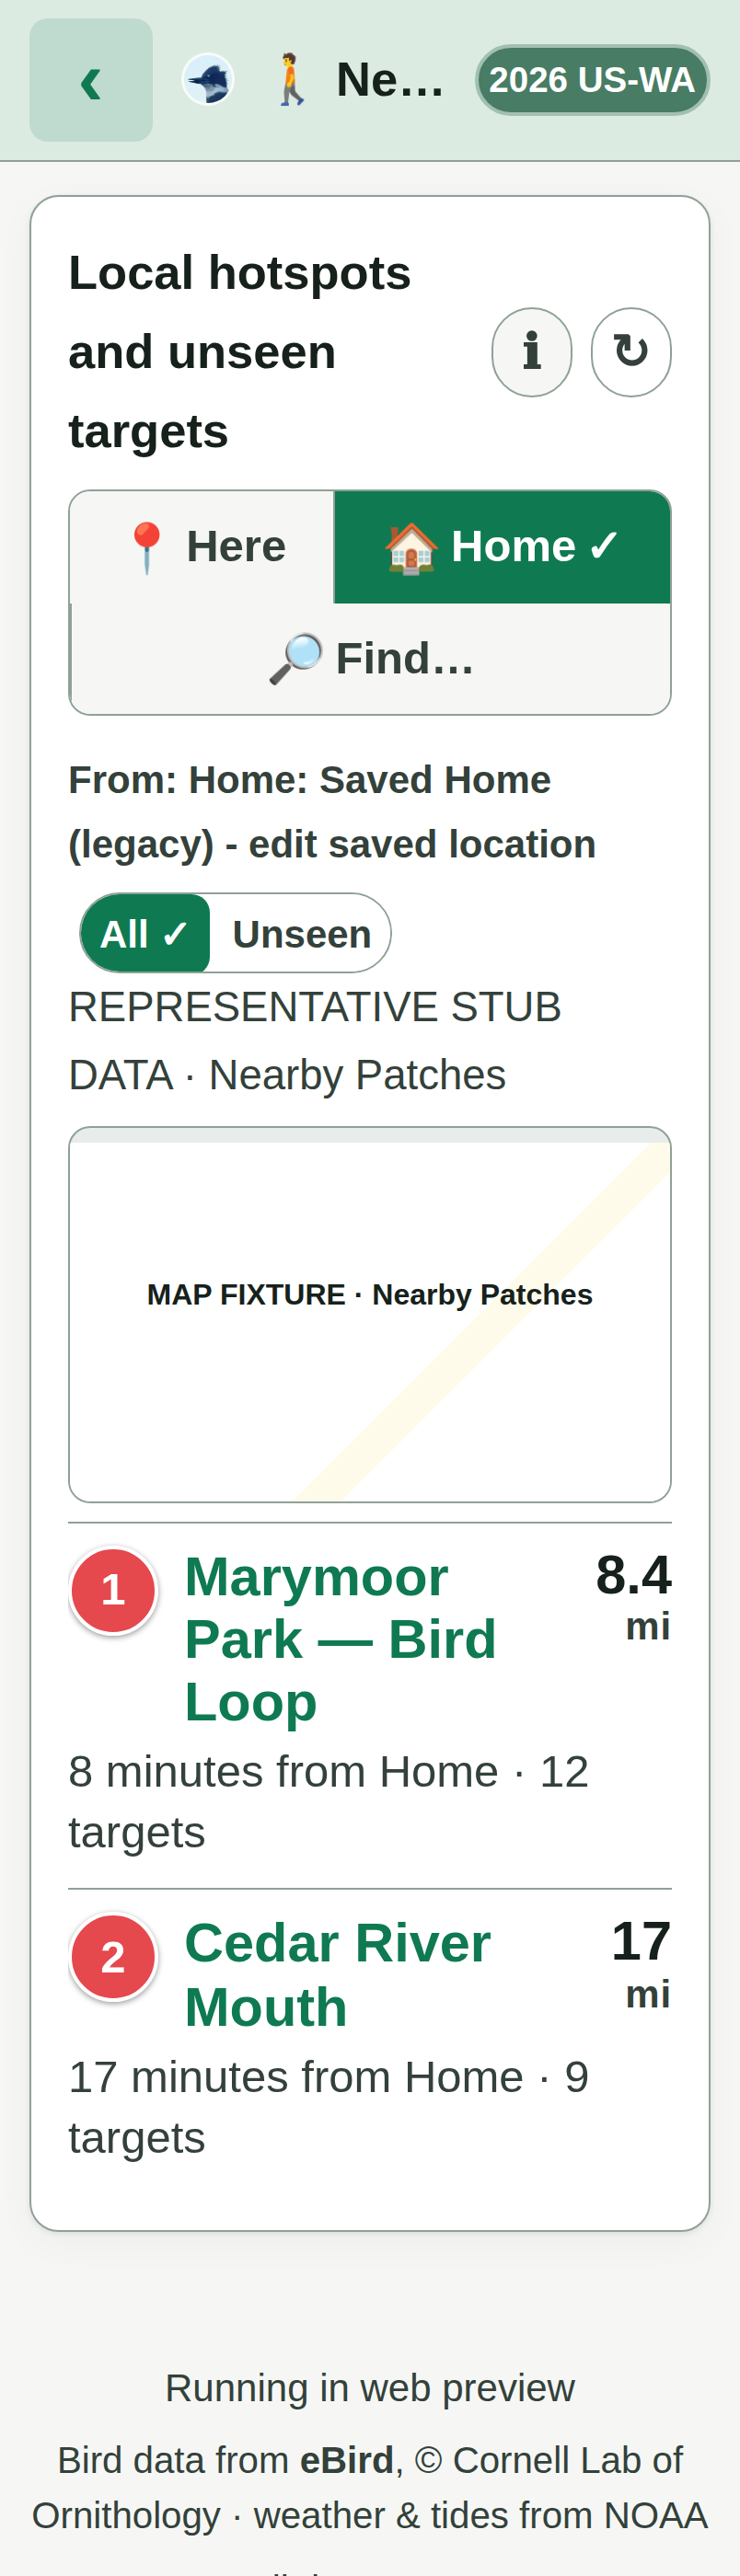 ‹ 🚶 Ne… 2026 US-WA
Local hotspots
and unseen
targets
ℹ ↻
📍 Here 🏠 Home ✓
🔎 Find…
From: Home: Saved Home
(legacy) - edit saved location
All ✓ Unseen
REPRESENTATIVE STUB
DATA · Nearby Patches
MAP FIXTURE · Nearby Patches
1 Marymoor 8.4
Park — Bird mi
Loop
8 minutes from Home · 12
targets
2 Cedar River 17
Mouth mi
17 minutes from Home · 9
targets
Running in web preview
Bird data from eBird, © Cornell Lab of
Ornithology · weather & tides from NOAA